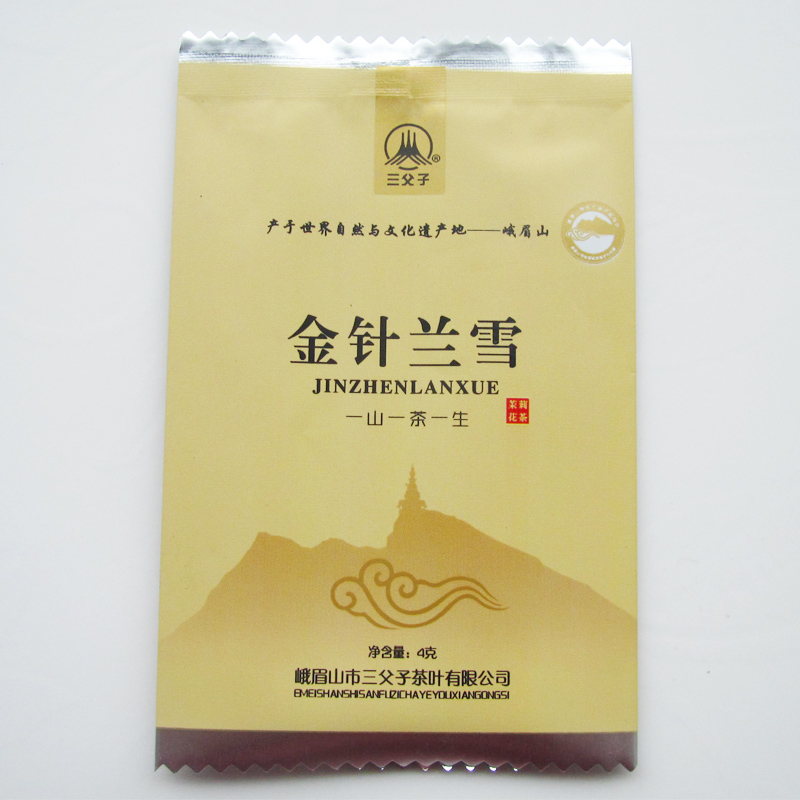 三父子®
产于世界自然与文化遗产地——峨眉山
金针兰雪
JINZHENLANXUE
一山一茶一生
茉莉
花茶
净含量：4克
峨眉山市三父子茶叶有限公司
EMEISHANSHISANFUZICHAYEYOUXIANGONGSI